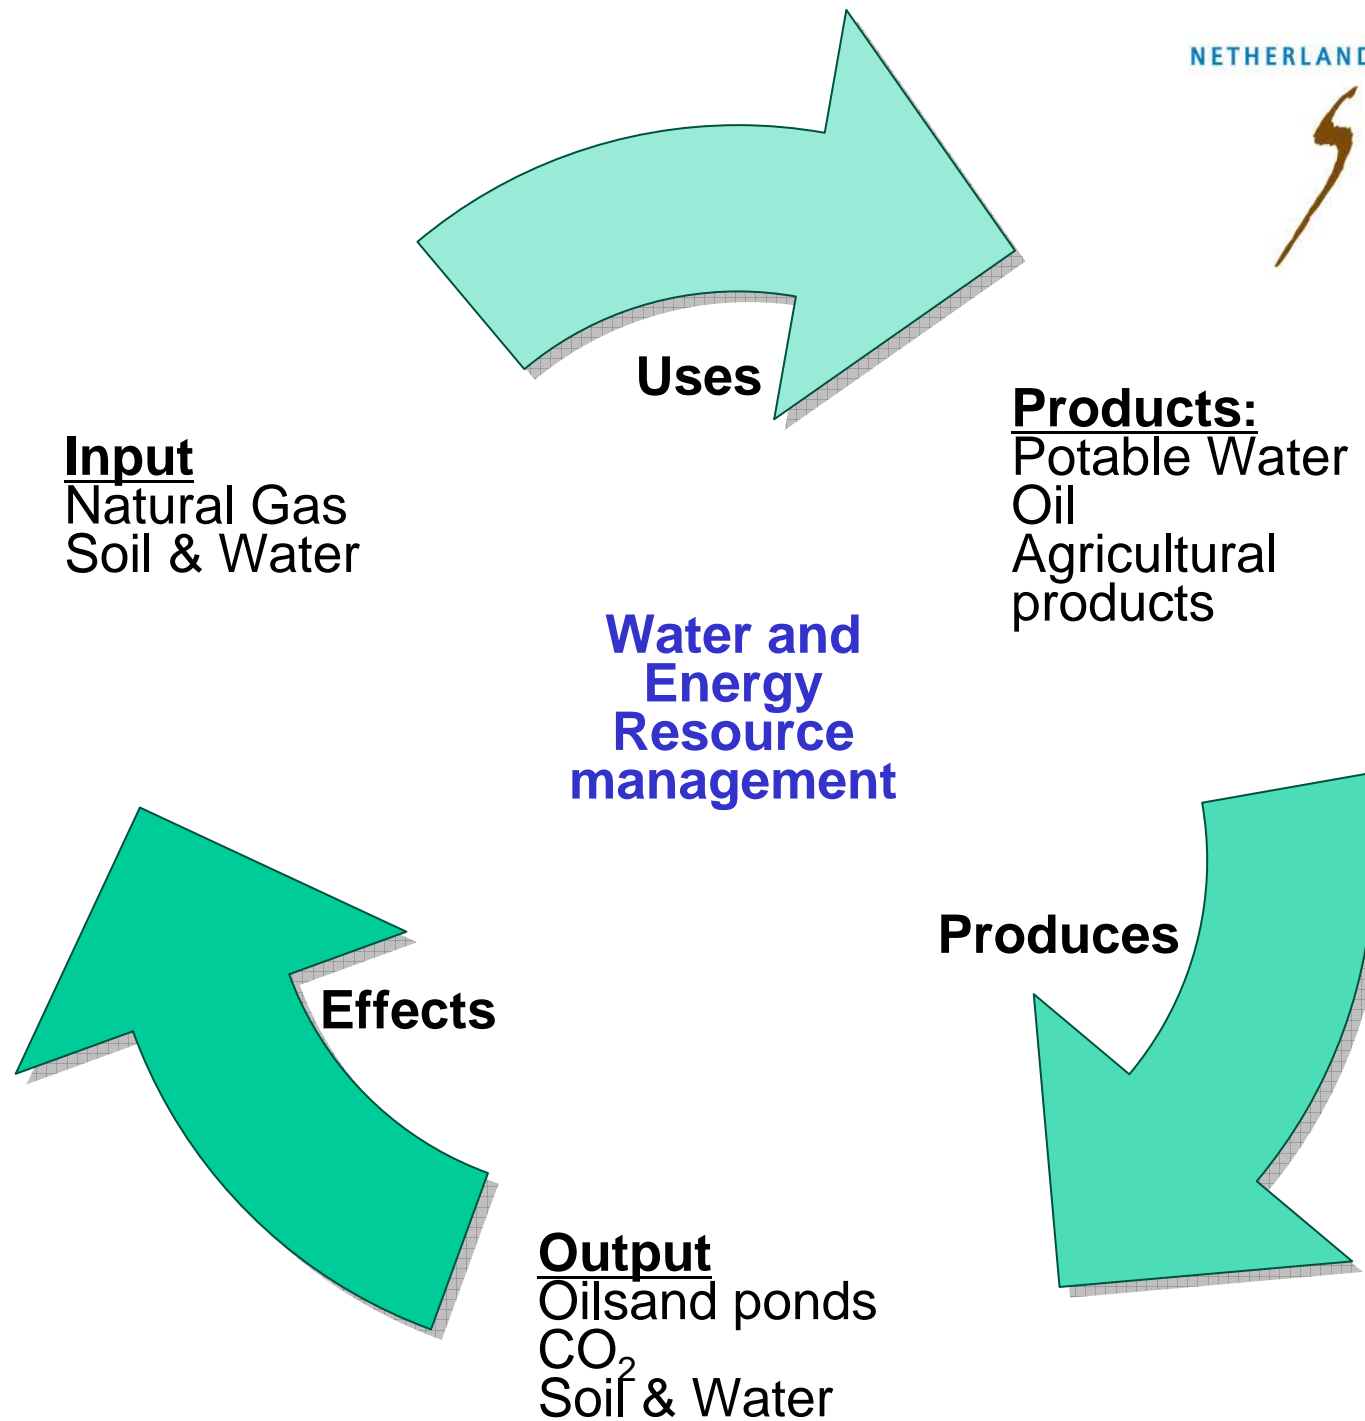 NETHERLAND
Uses
Input
Natural Gas
Soil & Water
Products:
Potable Water
Oil
Agricultural
products
Water and
Energy
Resource
management
Produces
Effects
Output
Oilsand ponds
CO₂
Soil & Water